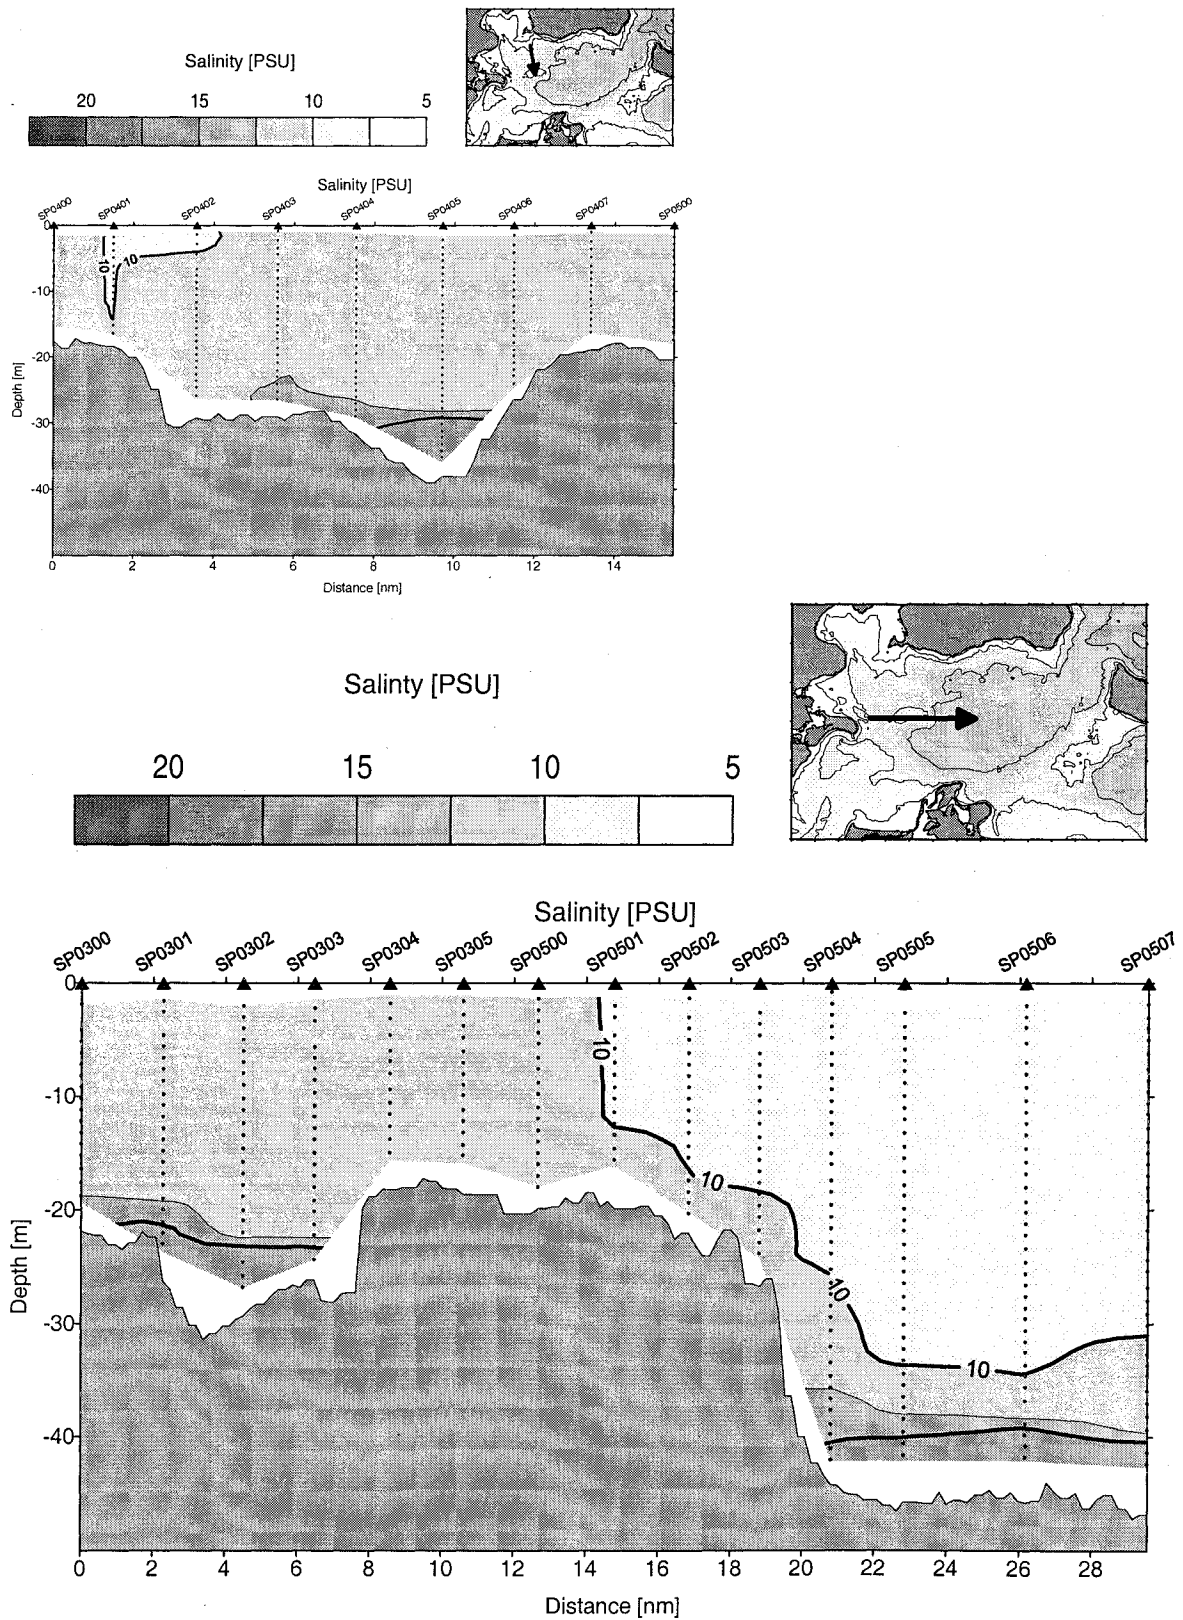 Salinity [PSU]
20 15 10 5
Salinity [PSU]
SP0400 SP0401 SP0402 SP0403 SP0404 SP0405 SP0406 SP0407 SP0500
0
10
10
-10
-20
Depth [m]
-30
-40
0 2 4 6 8 10 12 14
Distance [nm]
Salinty [PSU]
20 15 10 5
Salinity [PSU]
SP0300 SP0301 SP0302 SP0303 SP0304 SP0305 SP0500 SP0501 SP0502 SP0503 SP0504 SP0505 SP0506 SP0507
0
10
-10
10
-20
Depth [m]
10
-30
10
-40
0 2 4 6 8 10 12 14 16 18 20 22 24 26 28
Distance [nm]